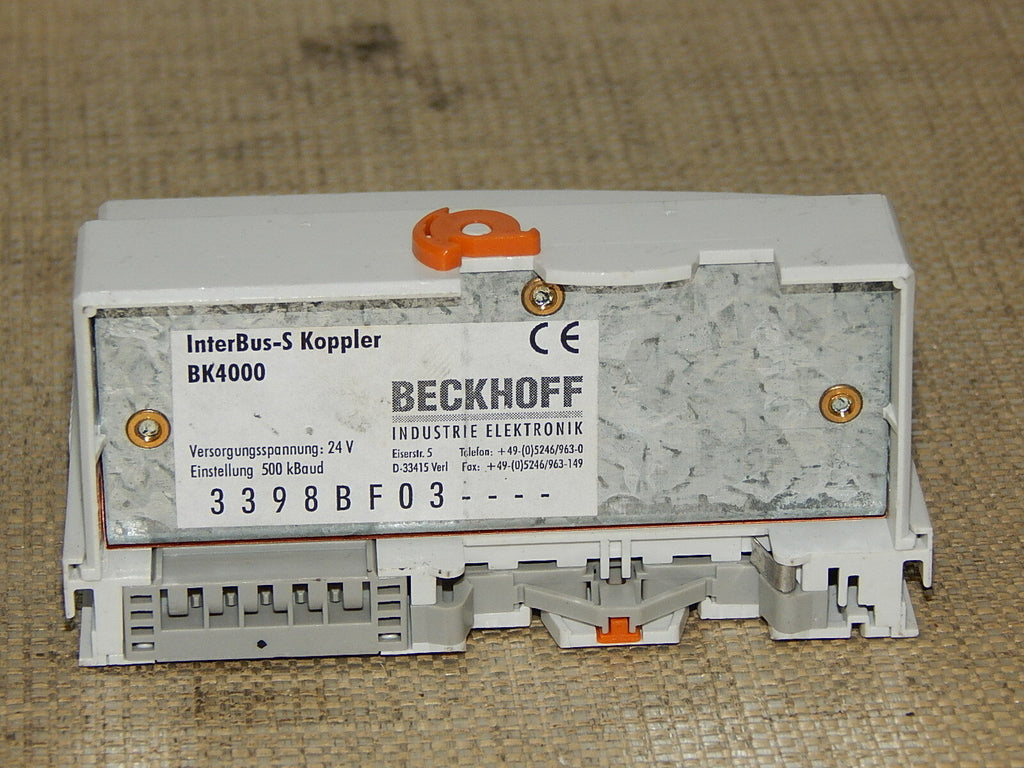 InterBus-S Koppler
BK4000
CE
BECKHOFF
INDUSTRIE ELEKTRONIK
Versorgungsspannung: 24 V
Einstellung 500 kBaud
Eiserstr. 5 Telefon: +49-(0)5246/963-0
D-33415 Verl Fax: +49-(0)5246/963-149
3398BF03----